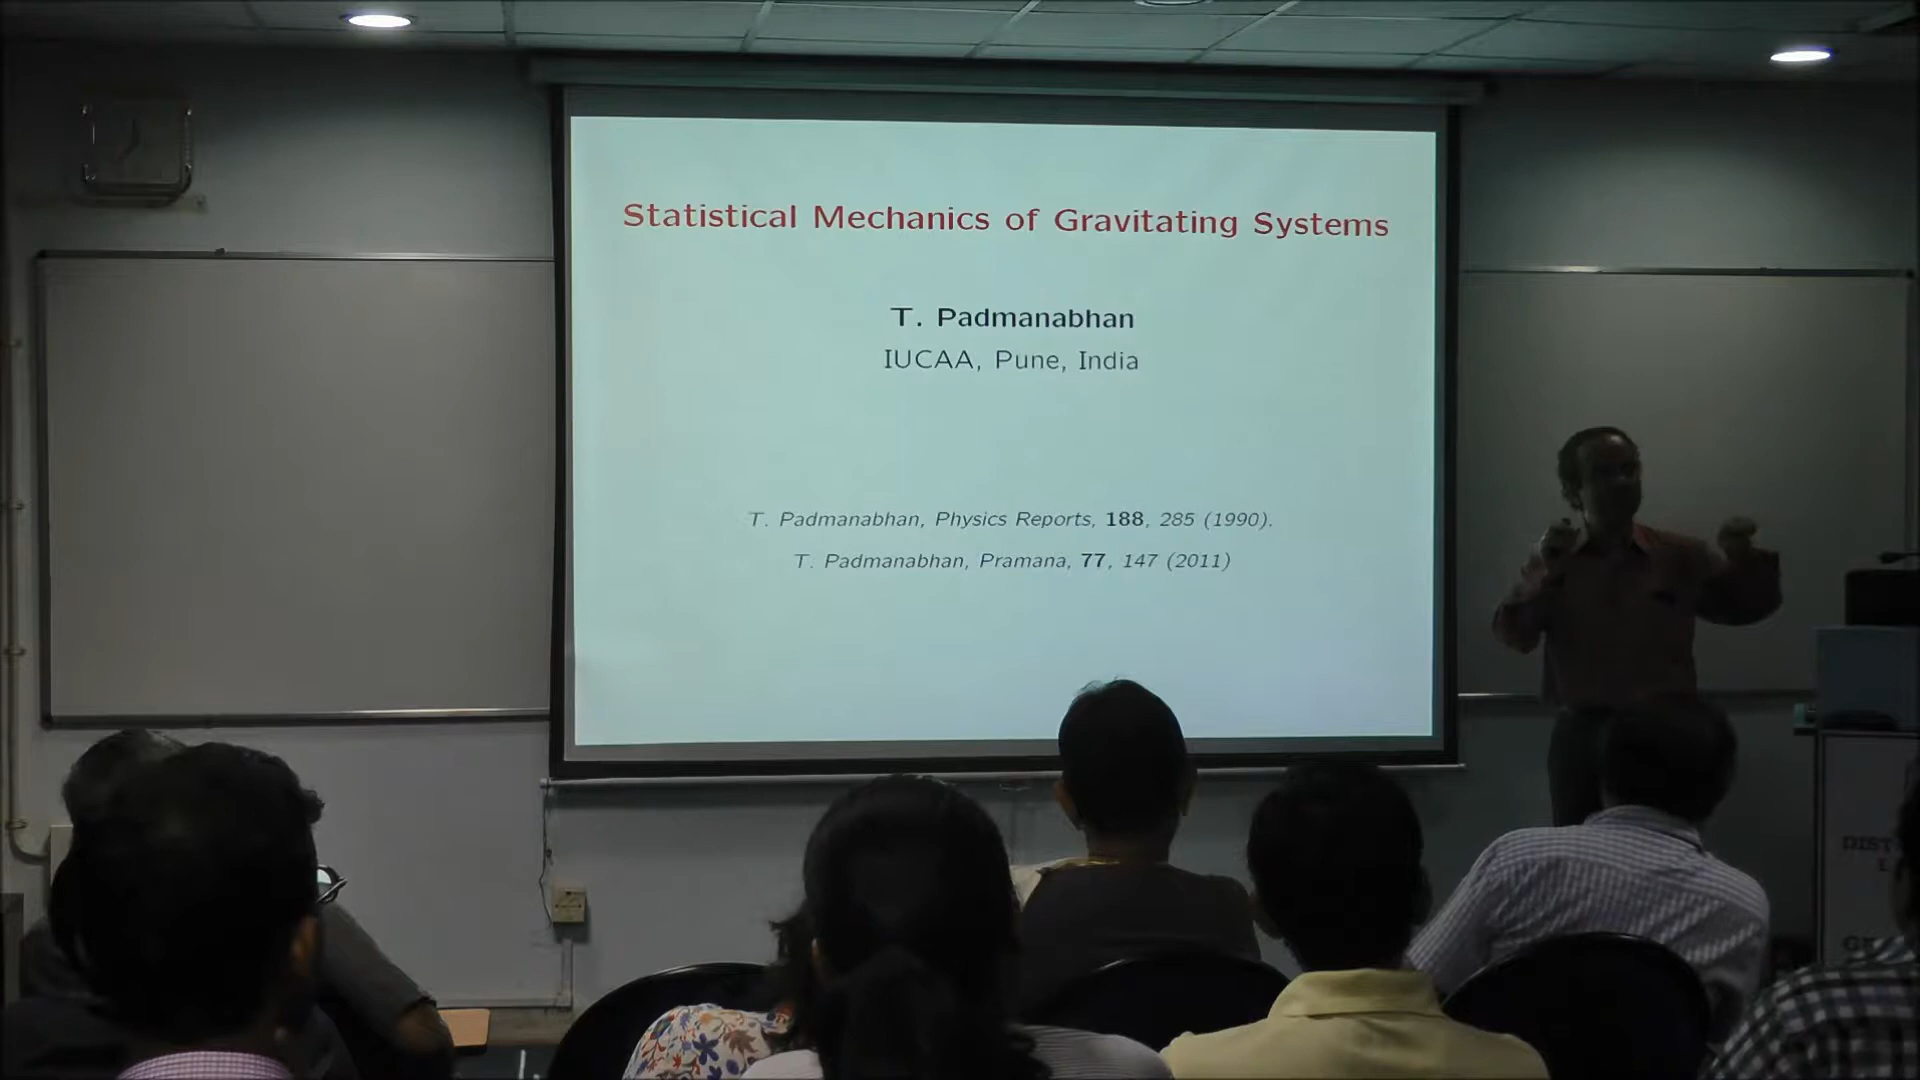 Statistical Mechanics of Gravitating Systems
T. Padmanabhan
IUCAA, Pune, India
T. Padmanabhan, Physics Reports, 188, 285 (1990).
T. Padmanabhan, Pramana, 77, 147 (2011)